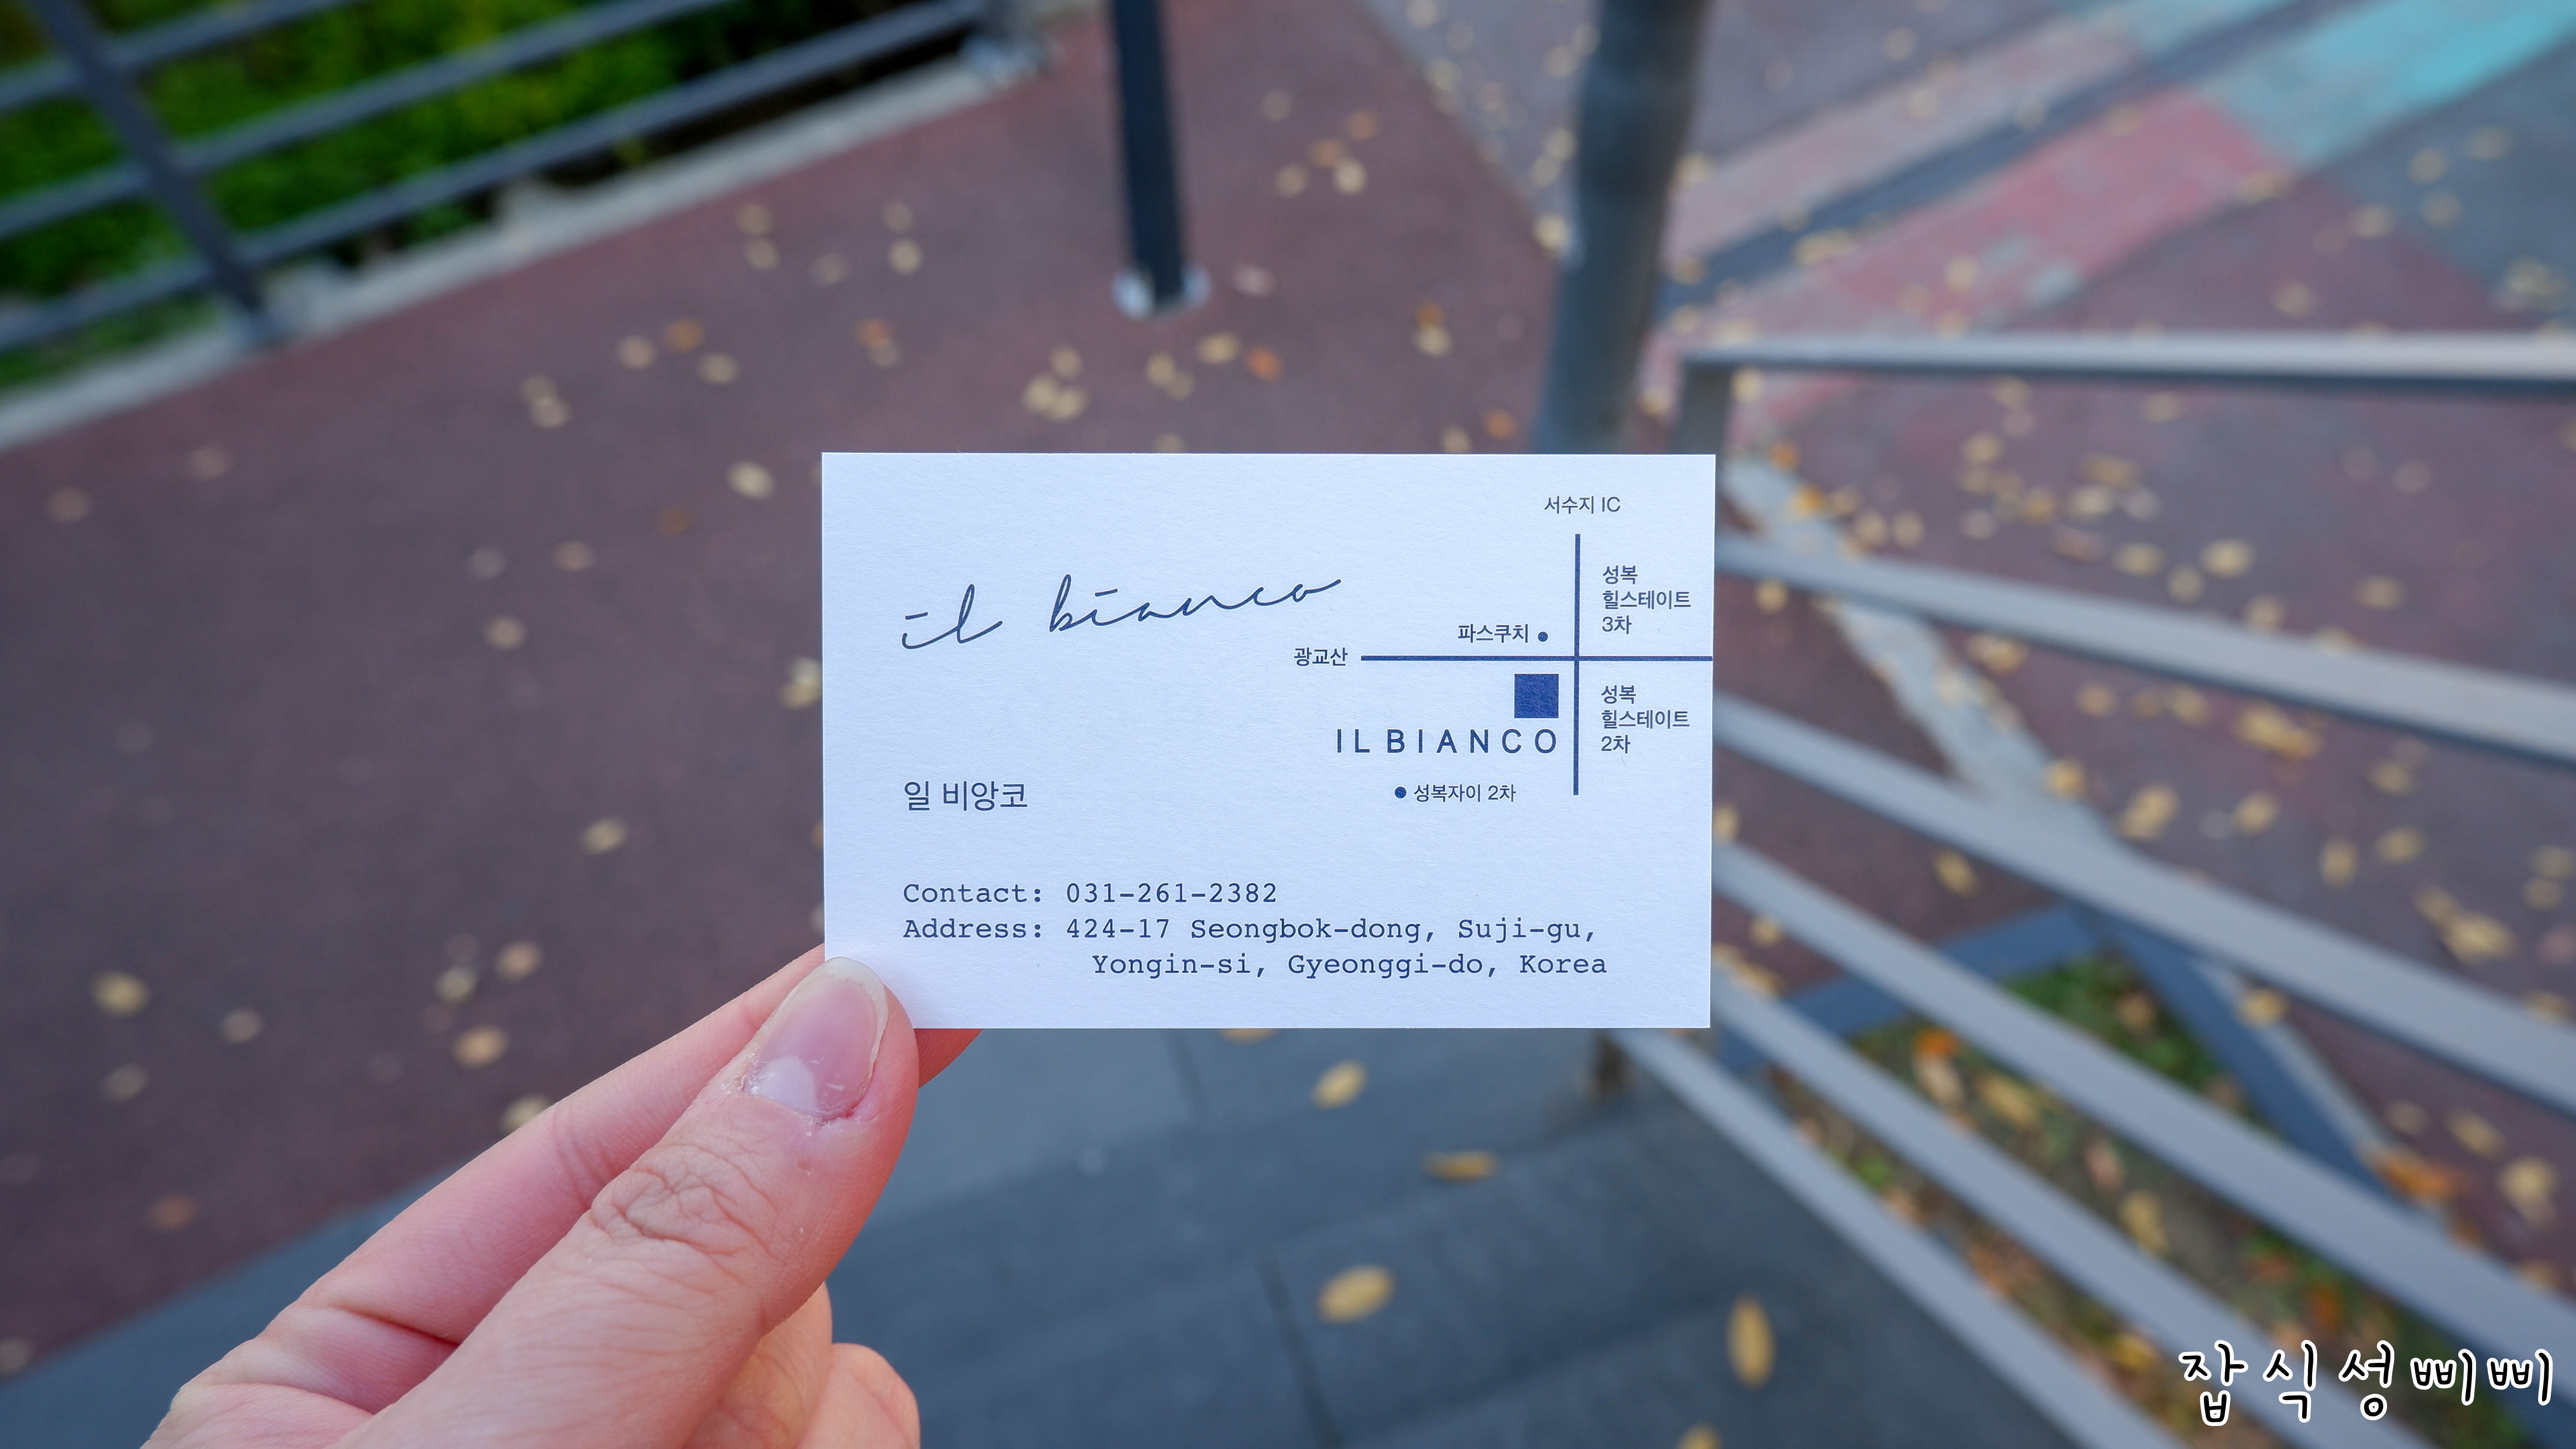 il bianco
서수지 IC
성복
힐스테이트
3차
파스쿠치
광교산
성복
힐스테이트
2차
IL BIANCO
성복자이 2차
일 비앙코
Contact: 031-261-2382
Address: 424-17 Seongbok-dong, Suji-gu,
Yongin-si, Gyeonggi-do, Korea
잡식성삐삐